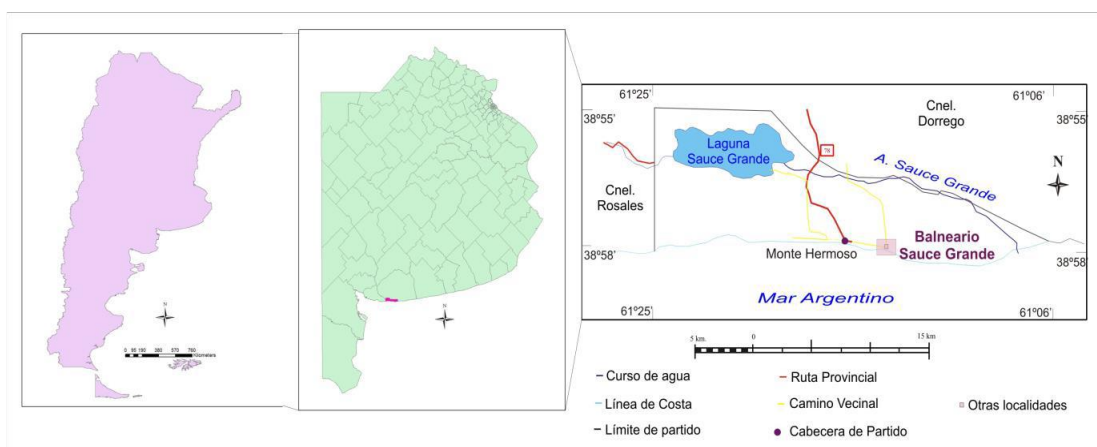 N
Kilometers
N
61°25'
61°06'
38°55'
38°55'
Cnel.
Dorrego
78
Laguna
Sauce Grande
A. Sauce Grande
N
Cnel.
Rosales
Balneario
Sauce Grande
38°58'
38°58'
Monte Hermoso
Mar Argentino
61°25'
61°06'
5 km. 0 15 km
Curso de agua
Ruta Provincial
Línea de Costa
Camino Vecinal
Otras localidades
Límite de partido
Cabecera de Partido